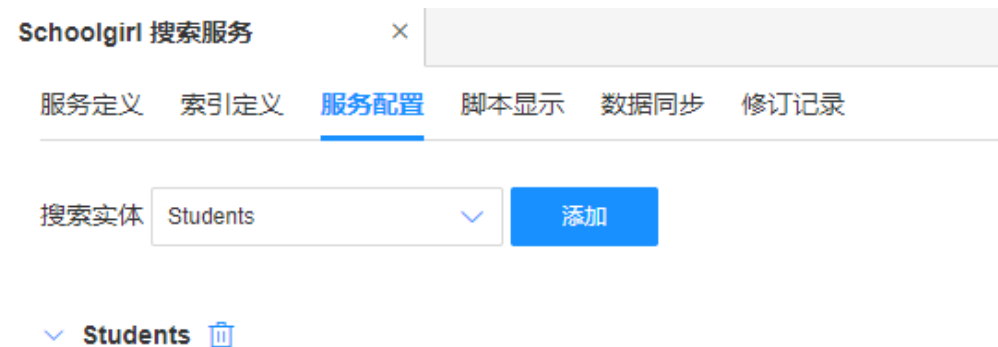 Schoolgirl 搜索服务 ×
服务定义 索引定义 服务配置 脚本显示 数据同步 修订记录
搜索实体 Students 添加
Students